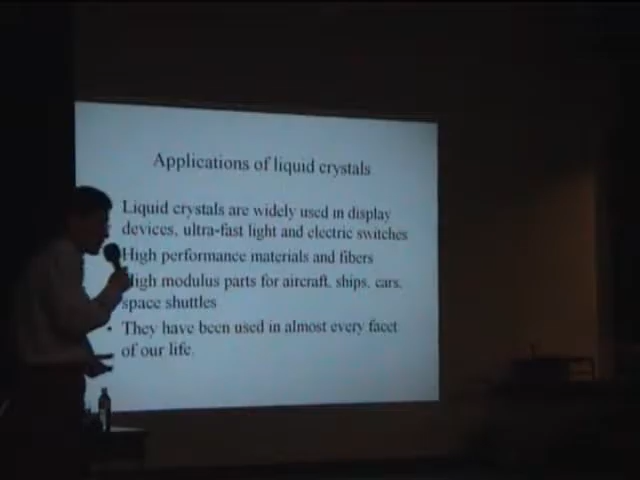 Applications of liquid crystals
Liquid crystals are widely used in display
devices, ultra-fast light and electric switches
High performance materials and fibers
High modulus parts for aircraft, ships, cars,
space shuttles
• They have been used in almost every facet
of our life.